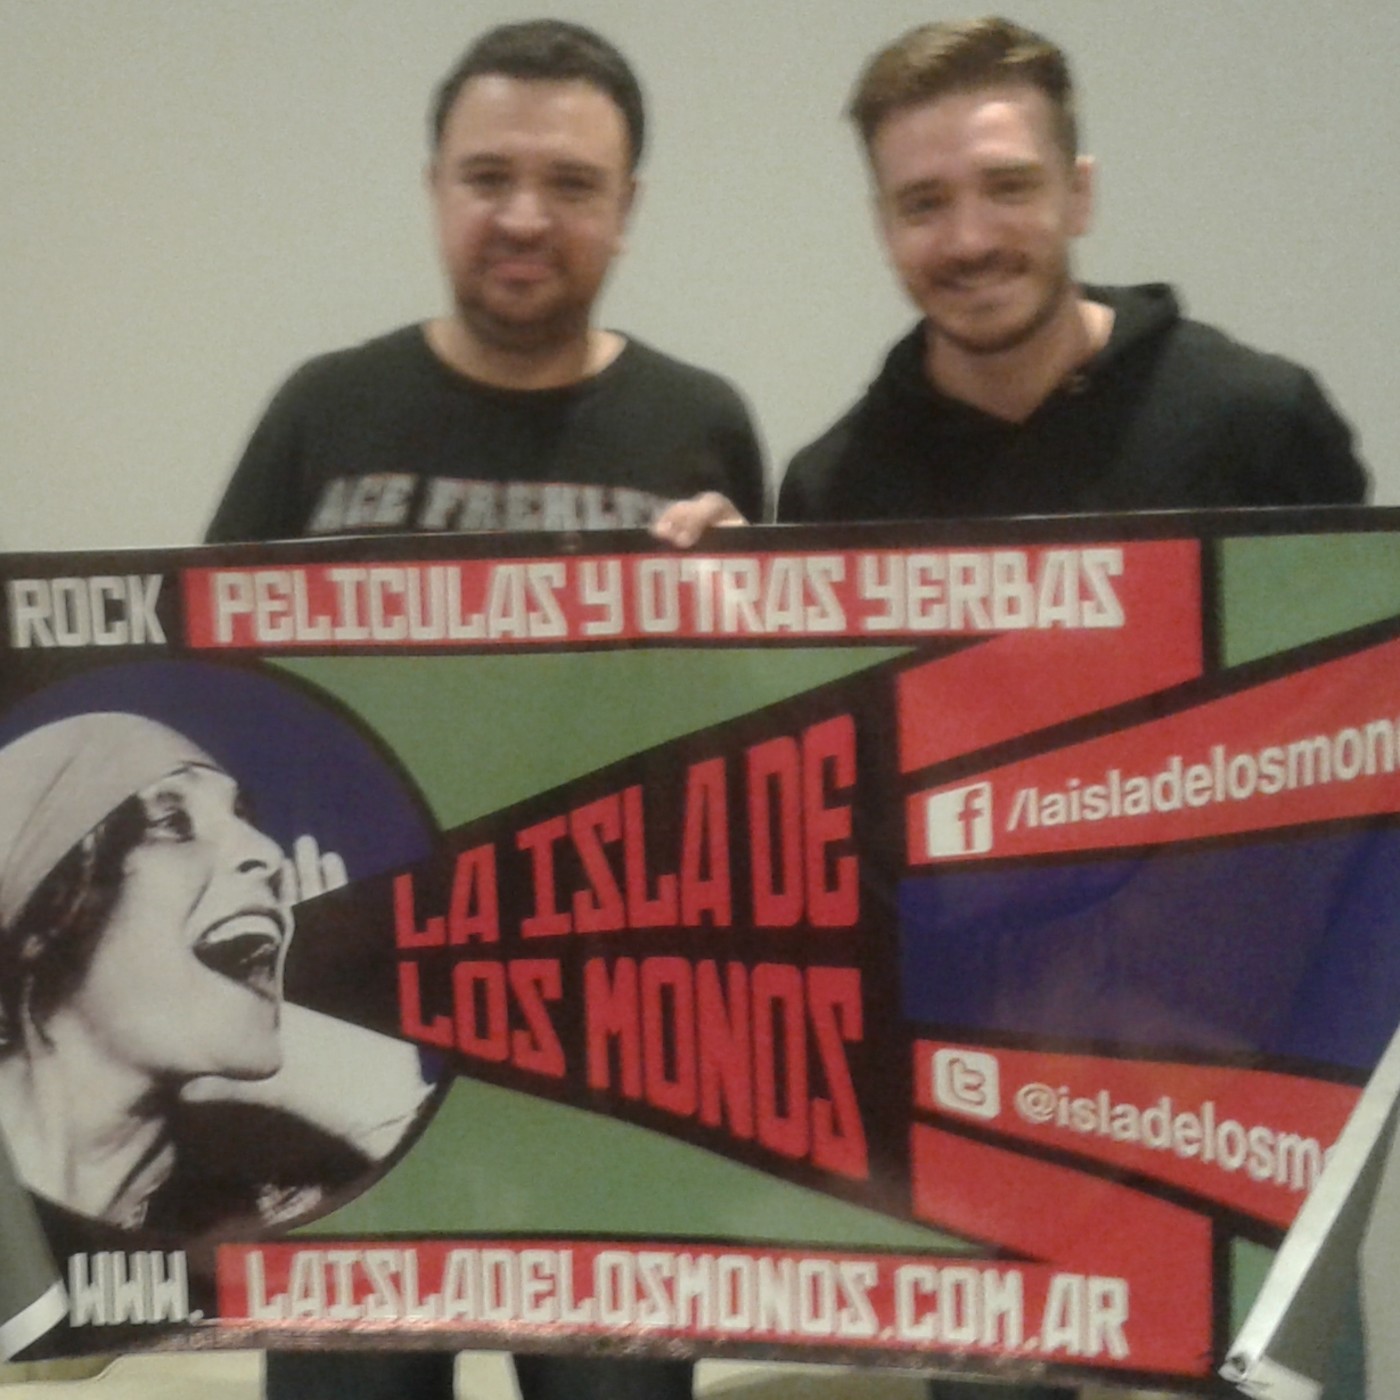 ACE FREHLEY
ROCK PELICULAS Y OTRAS YERBAS
LA ISLA DE
LOS MONOS
f /laisladelosmon
t @isladelosm
WWW. LAISLADELOSMONOS.COM.AR